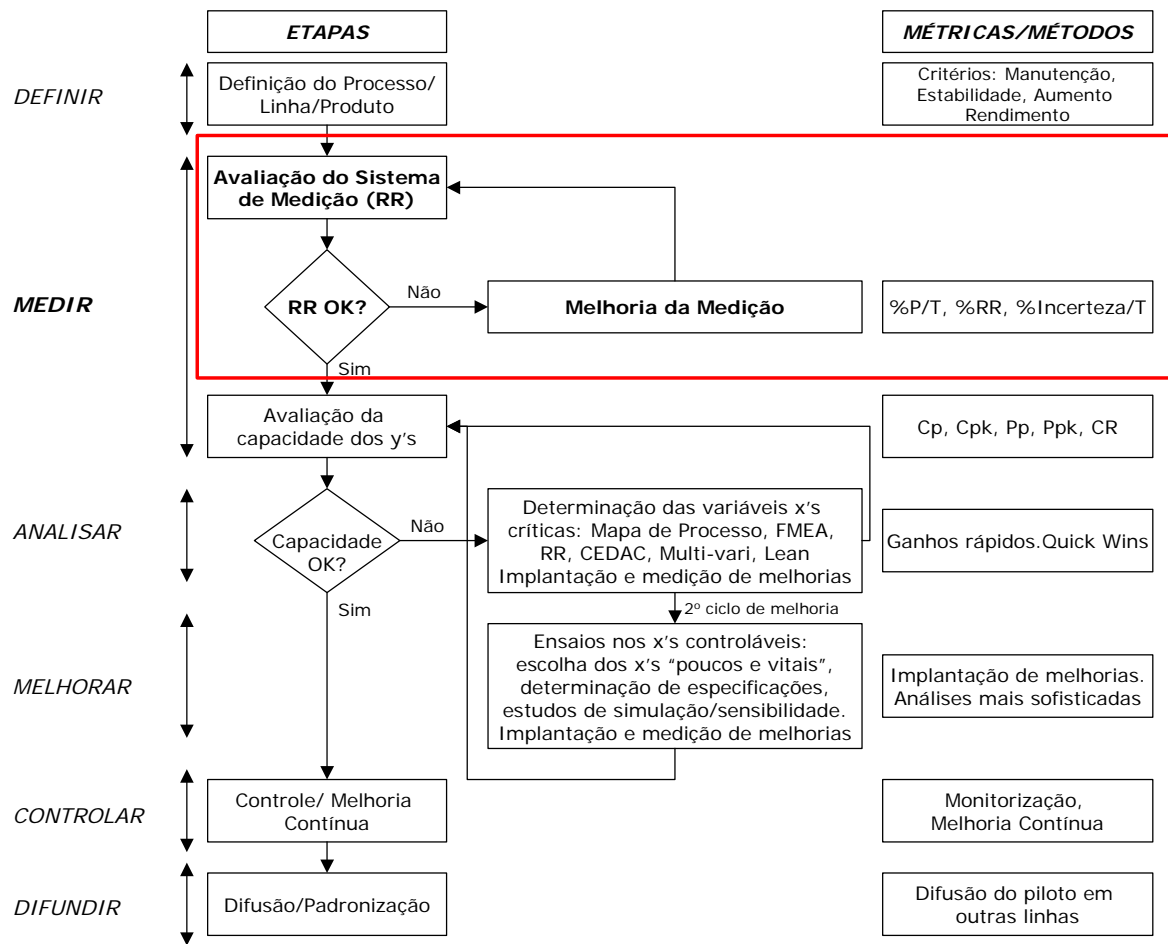 ETAPAS
MÉTRICAS/MÉTODOS
DEFINIR
Definição do Processo/
Linha/Produto
Critérios: Manutenção,
Estabilidade, Aumento
Rendimento
Avaliação do Sistema
de Medição (RR)
MEDIR
RR OK?
Não
Melhoria da Medição
%P/T, %RR, %Incerteza/T
Sim
Avaliação da
capacidade dos y's
Cp, Cpk, Pp, Ppk, CR
ANALISAR
Capacidade
OK?
Não
Determinação das variáveis x's
críticas: Mapa de Processo, FMEA,
RR, CEDAC, Multi-vari, Lean
Implantação e medição de melhorias
Ganhos rápidos.Quick Wins
Sim
2º ciclo de melhoria
MELHORAR
Ensaios nos x's controláveis:
escolha dos x's “poucos e vitais”,
determinação de especificações,
estudos de simulação/sensibilidade.
Implantação e medição de melhorias
Implantação de melhorias.
Análises mais sofisticadas
CONTROLAR
Controle/ Melhoria
Contínua
Monitorização,
Melhoria Contínua
DIFUNDIR
Difusão/Padronização
Difusão do piloto em
outras linhas